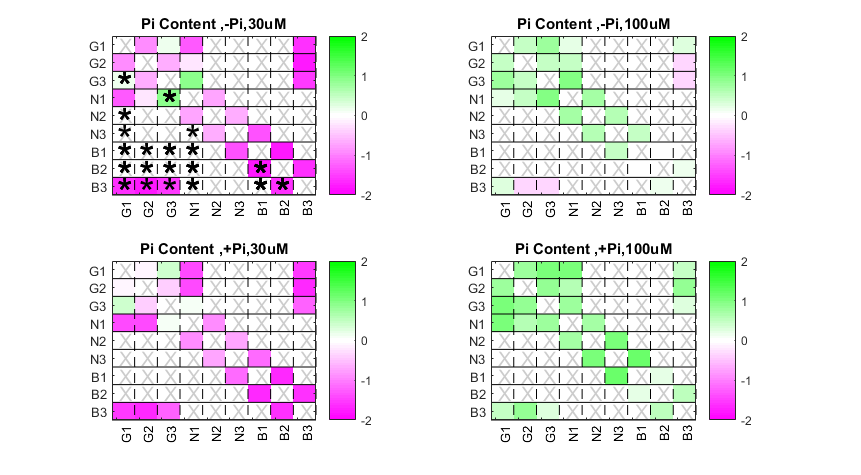 Pi Content ,-Pi,30uM
G1
G2
G3
N1
N2
N3
B1
B2
B3
G1 G2 G3 N1 N2 N3 B1 B2 B3
2
1
0
-1
-2
Pi Content ,-Pi,100uM
G1
G2
G3
N1
N2
N3
B1
B2
B3
G1 G2 G3 N1 N2 N3 B1 B2 B3
2
1
0
-1
-2
Pi Content ,+Pi,30uM
G1
G2
G3
N1
N2
N3
B1
B2
B3
G1 G2 G3 N1 N2 N3 B1 B2 B3
2
1
0
-1
-2
Pi Content ,+Pi,100uM
G1
G2
G3
N1
N2
N3
B1
B2
B3
G1 G2 G3 N1 N2 N3 B1 B2 B3
2
1
0
-1
-2